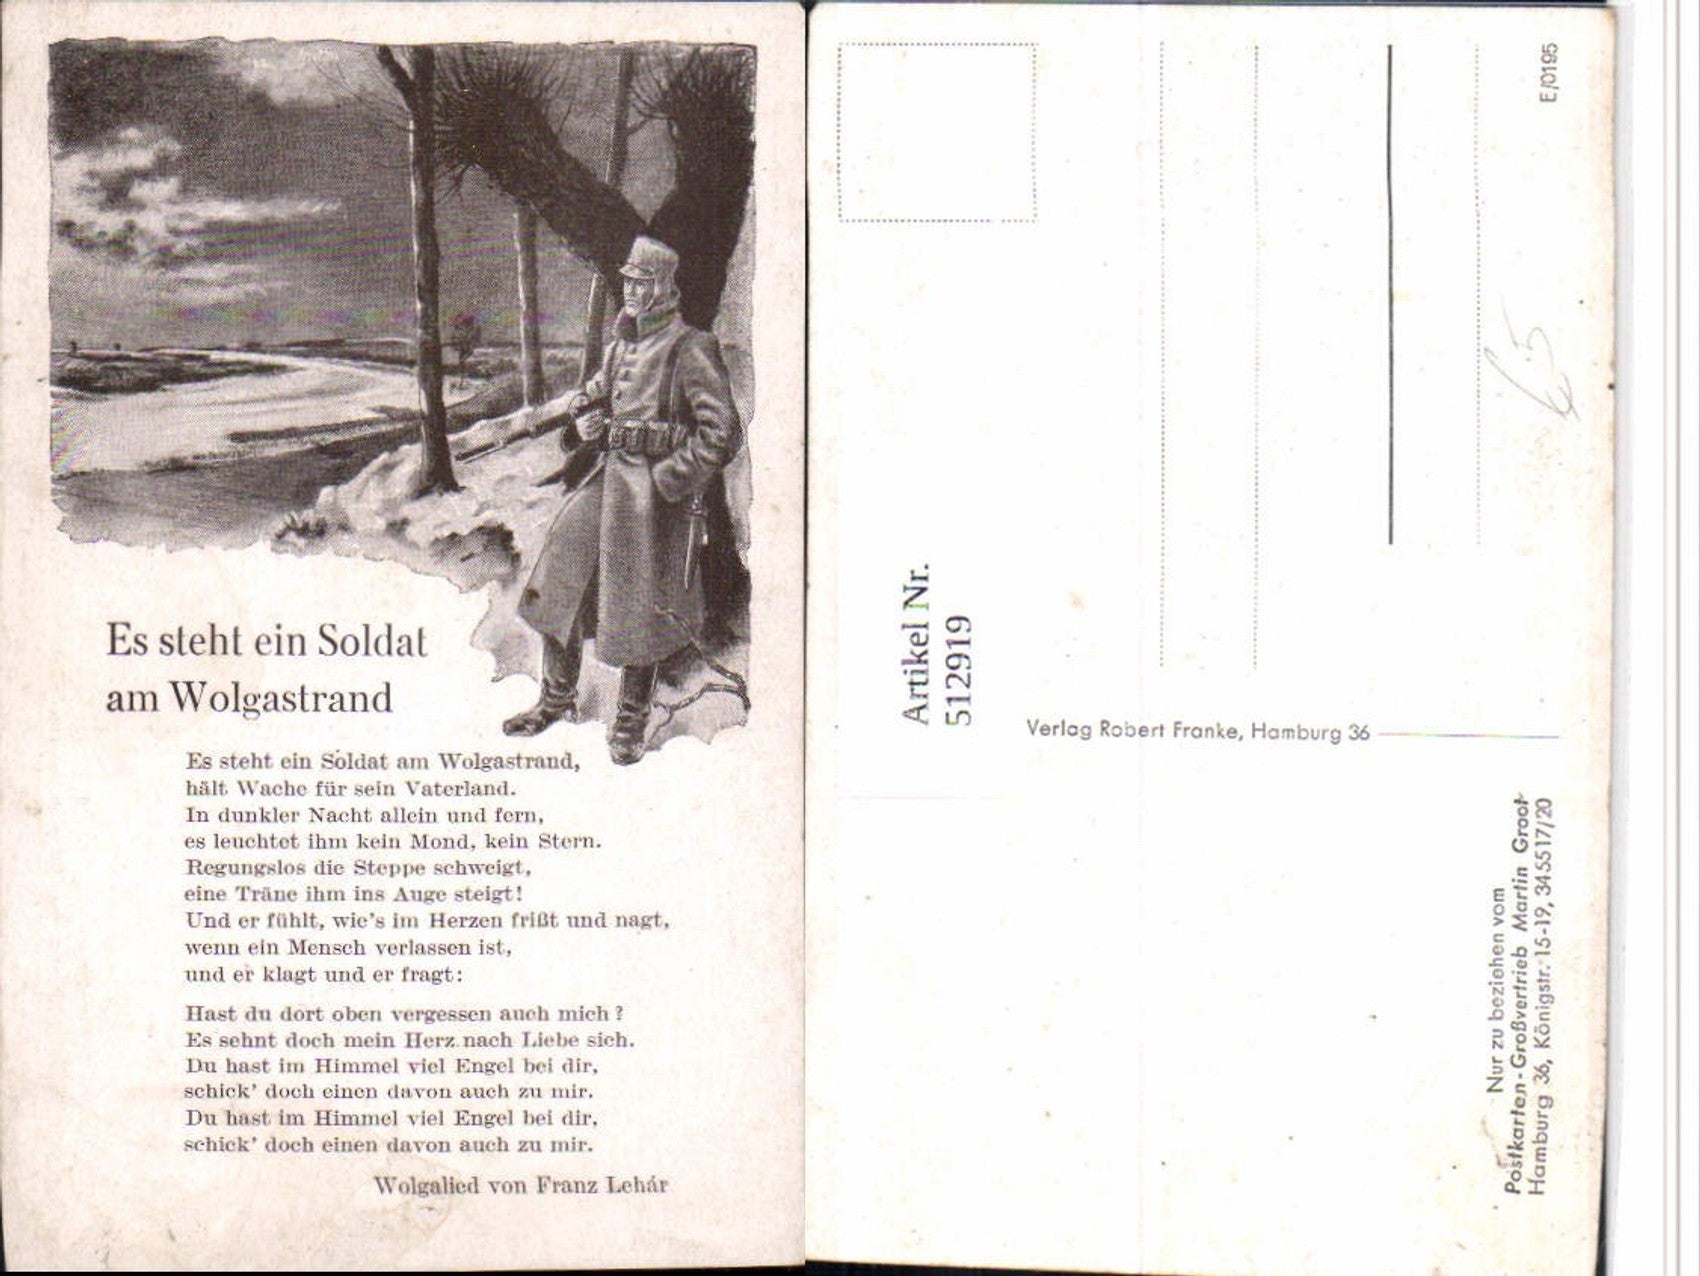 Es steht ein Soldat
am Wolgastrand
Es steht ein Soldat am Wolgastrand,
hält Wache für sein Vaterland.
In dunkler Nacht allein und fern,
es leuchtet ihm kein Mond, kein Stern.
Regungslos die Steppe schweigt,
eine Träne ihm ins Auge steigt!
Und er fühlt, wie's im Herzen frißt und nagt,
wenn ein Mensch verlassen ist,
und er klagt und er fragt:
Hast du dort oben vergessen auch mich?
Es sehnt doch mein Herz nach Liebe sich.
Du hast im Himmel viel Engel bei dir,
schick' doch einen davon auch zu mir.
Du hast im Himmel viel Engel bei dir,
schick' doch einen davon auch zu mir.
Wolgalied von Franz Lehár
E/0195
Artikel Nr.
512919
Verlag Robert Franke, Hamburg 36
Nur zu beziehen vom
Postkarten-Großvertrieb Martin Groot
Hamburg 36, Königstr. 15-19, 345517/20